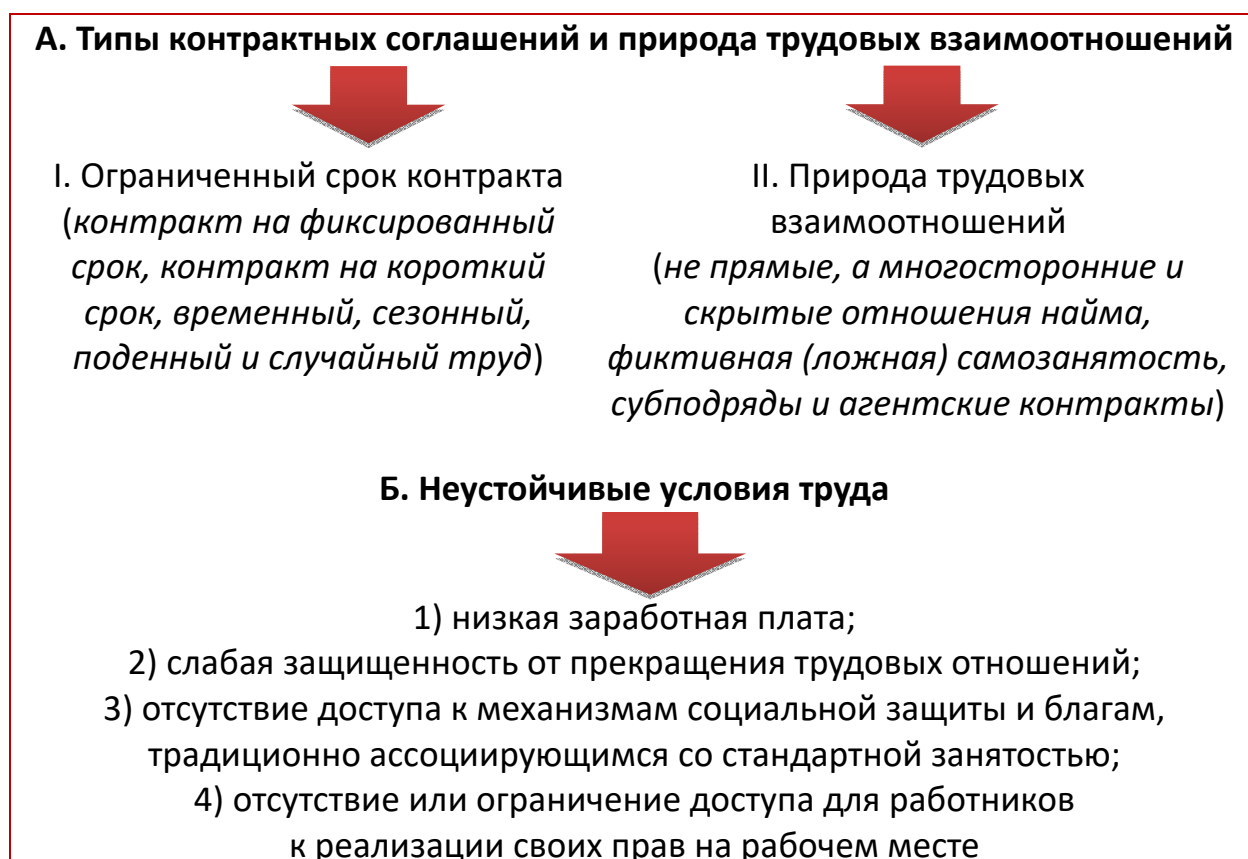 А. Типы контрактных соглашений и природа трудовых взаимоотношений
I. Ограниченный срок контракта
(контракт на фиксированный
срок, контракт на короткий
срок, временный, сезонный,
поденный и случайный труд)
II. Природа трудовых
взаимоотношений
(не прямые, а многосторонние и
скрытые отношения найма,
фиктивная (ложная) самозанятость,
субподряды и агентские контракты)
Б. Неустойчивые условия труда
1) низкая заработная плата;
2) слабая защищенность от прекращения трудовых отношений;
3) отсутствие доступа к механизмам социальной защиты и благам,
традиционно ассоциирующимся со стандартной занятостью;
4) отсутствие или ограничение доступа для работников
к реализации своих прав на рабочем месте